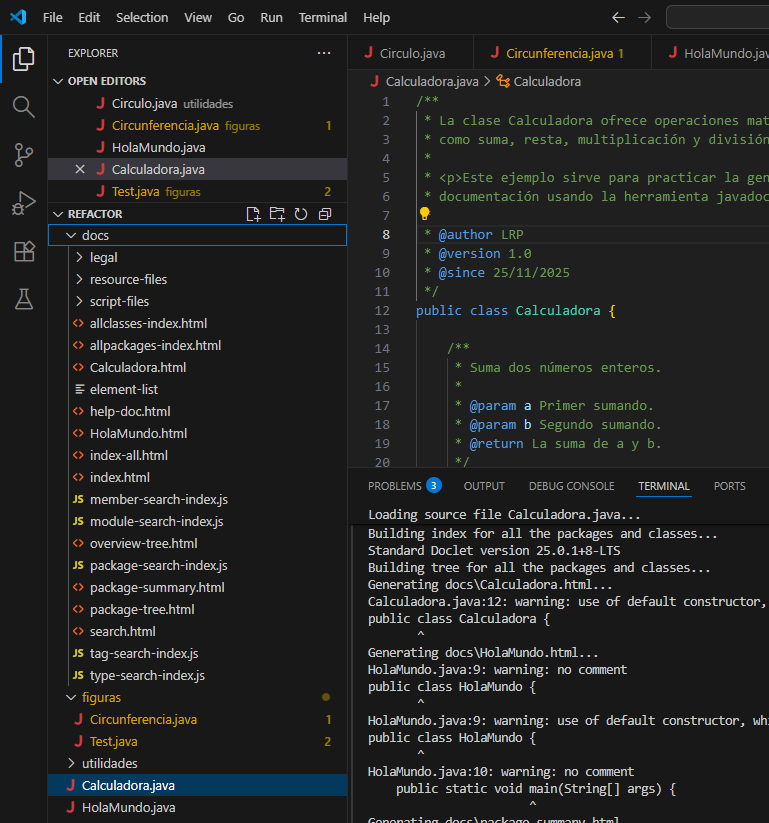 File Edit Selection View Go Run Terminal Help
EXPLORER
OPEN EDITORS
Circulo.java utilidades
Circunferencia.java figuras 1
HolaMundo.java
Calculadora.java
Test.java figuras 2
REFACTOR
docs
legal
resource-files
script-files
allclasses-index.html
allpackages-index.html
Calculadora.html
element-list
help-doc.html
HolaMundo.html
index-all.html
index.html
JS member-search-index.js
JS module-search-index.js
overview-tree.html
JS package-search-index.js
package-summary.html
package-tree.html
search.html
JS tag-search-index.js
JS type-search-index.js
figuras
Circunferencia.java 1
Test.java 2
utilidades
Calculadora.java
HolaMundo.java
Circulo.java Circunferencia.java 1 HolaMundo.jav
Calculadora.java > Calculadora
1 /**
2 * La clase Calculadora ofrece operaciones mat
3 * como suma, resta, multiplicación y división
4 *
5 * <p>Este ejemplo sirve para practicar la gen
6 * documentación usando la herramienta javadoc
7
8 * @author LRP
9 * @version 1.0
10 * @since 25/11/2025
11 */
12 public class Calculadora {
13
14 /**
15 * Suma dos números enteros.
16 *
17 * @param a Primer sumando.
18 * @param b Segundo sumando.
19 * @return La suma de a y b.
20 */
PROBLEMS 3 OUTPUT DEBUG CONSOLE TERMINAL PORTS
Loading source file Calculadora.java...
Building index for all the packages and classes...
Standard Doclet version 25.0.1+8-LTS
Building tree for all the packages and classes...
Generating docs\Calculadora.html...
Calculadora.java:12: warning: use of default constructor,
public class Calculadora {
^
Generating docs\HolaMundo.html...
HolaMundo.java:9: warning: no comment
public class HolaMundo {
^
HolaMundo.java:9: warning: use of default constructor, whi
public class HolaMundo {
^
HolaMundo.java:10: warning: no comment
public static void main(String[] args) {
^
Generating docs\package-summary.html